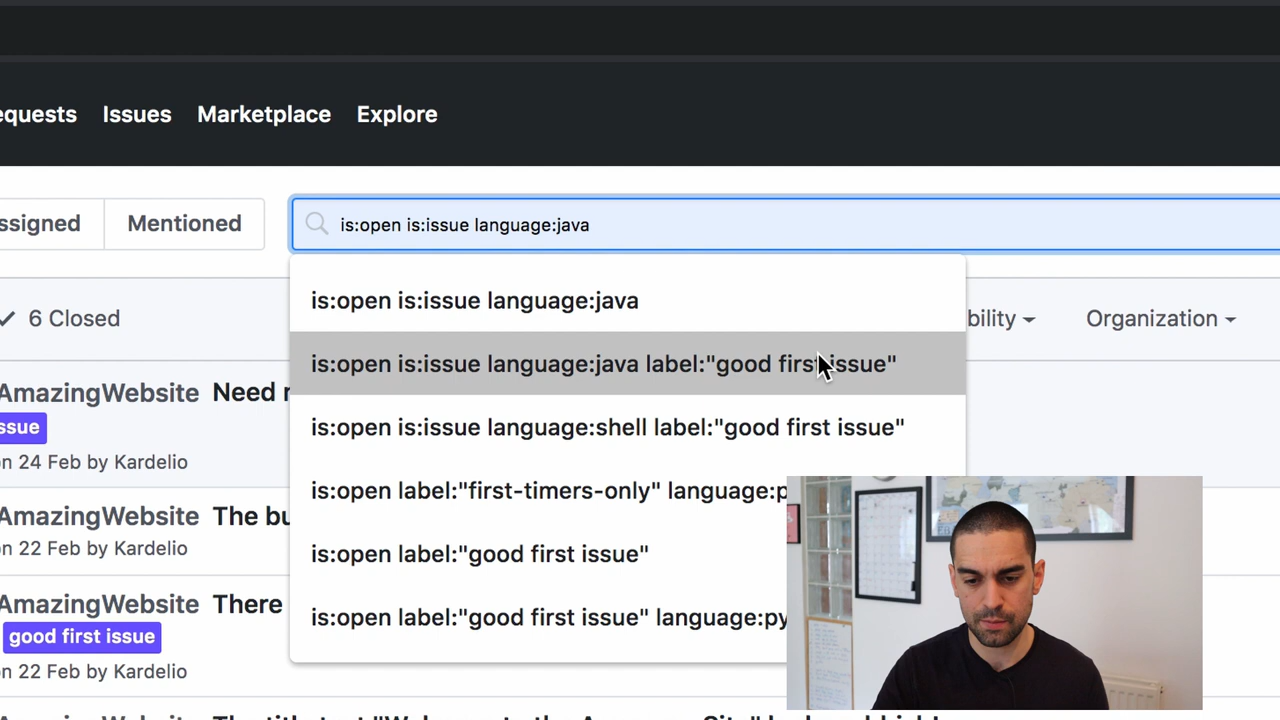 equests Issues Marketplace Explore
ssigned Mentioned
is:open is:issue language:java
is:open is:issue language:java
is:open is:issue language:java label:"good first issue"
is:open is:issue language:shell label:"good first issue"
is:open label:"first-timers-only" language:p
is:open label:"good first issue"
is:open label:"good first issue" language:py
6 Closed
bility
Organization
AmazingWebsite Need
ssue
n 24 Feb by Kardelio
AmazingWebsite The bu
n 22 Feb by Kardelio
AmazingWebsite There
good first issue
n 22 Feb by Kardelio